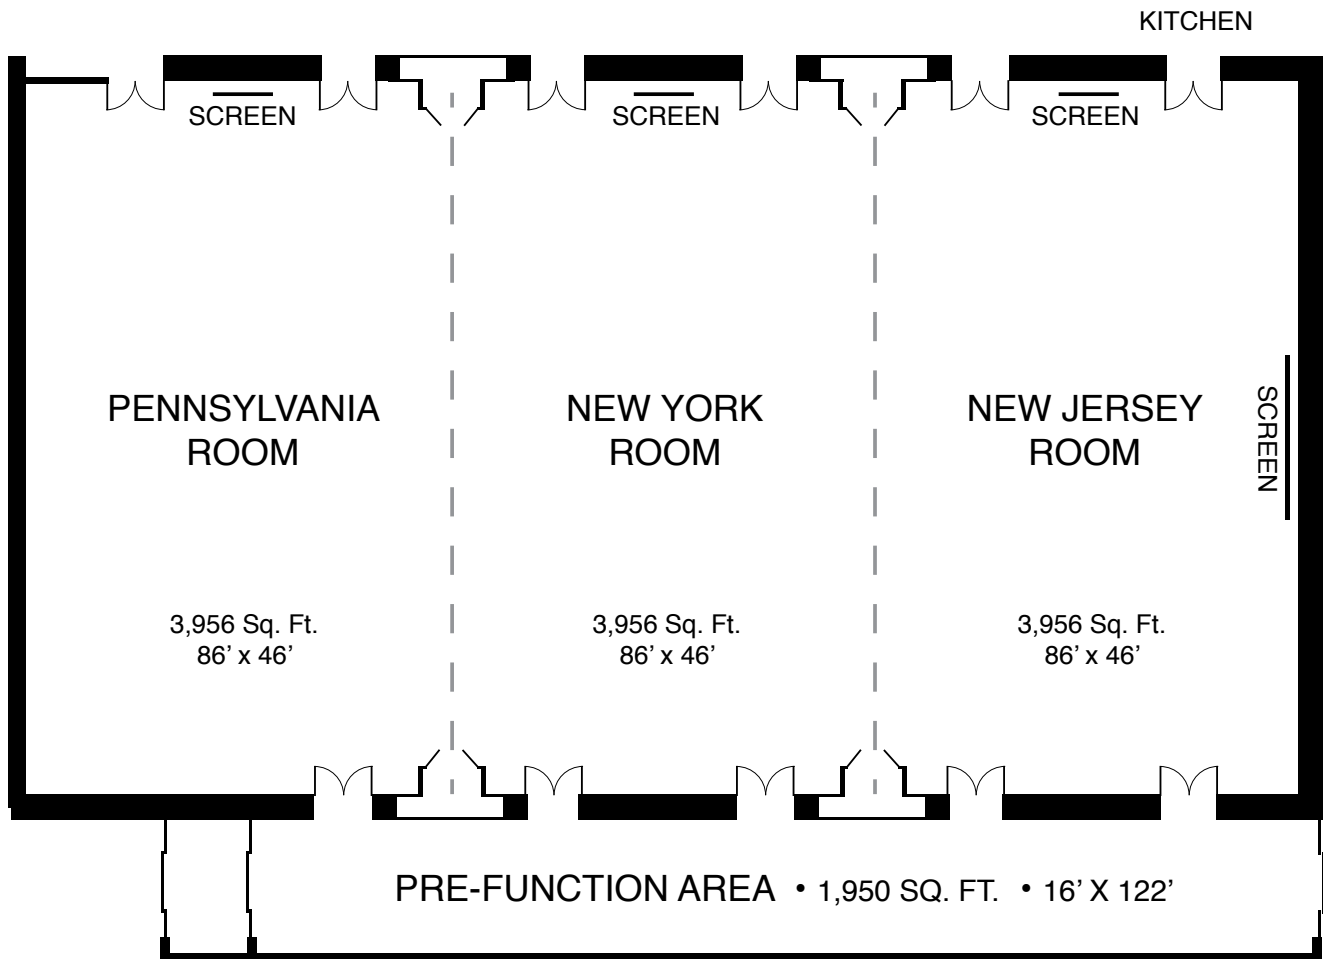 KITCHEN
SCREEN
SCREEN
SCREEN
PENNSYLVANIA
ROOM
NEW YORK
ROOM
NEW JERSEY
ROOM
SCREEN
3,956 Sq. Ft.
86’ x 46’
3,956 Sq. Ft.
86’ x 46’
3,956 Sq. Ft.
86’ x 46’
PRE-FUNCTION AREA • 1,950 SQ. FT. • 16’ X 122’